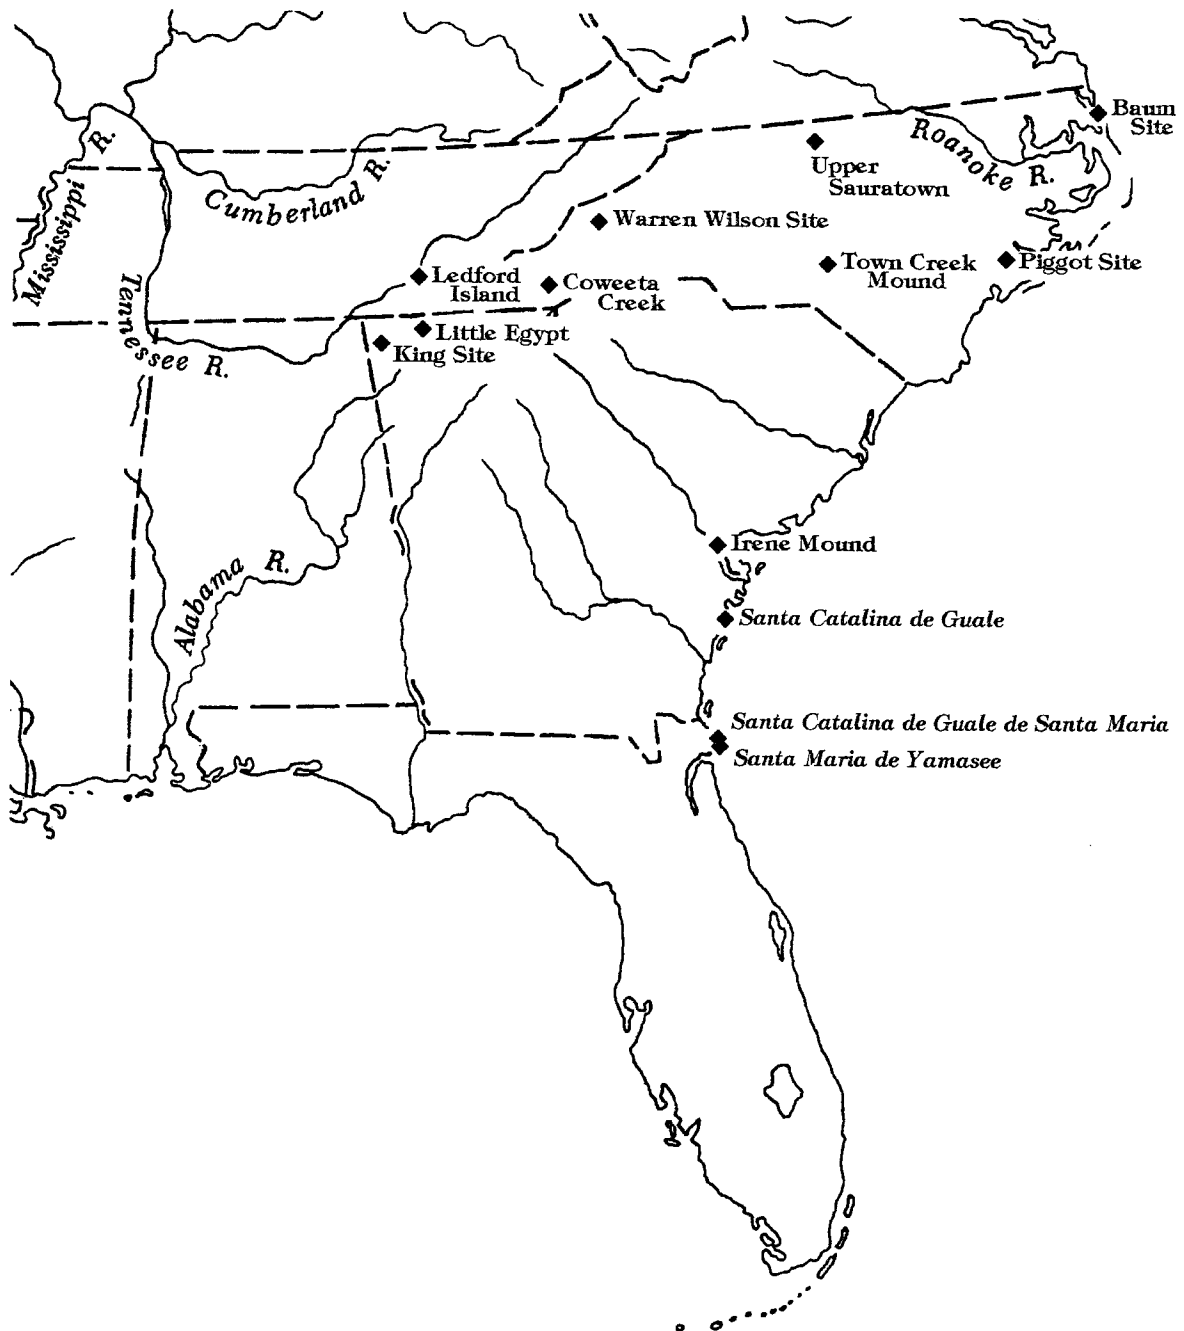 Baum
Site
Roanoke R.
Upper
Sauratown
Mississippi R.
Cumberland R.
Warren Wilson Site
Town Creek
Mound
Piggot Site
Ledford
Island
Coweeta
Creek
Tennessee R.
Little Egypt
King Site
Irene Mound
Alabama R.
Santa Catalina de Guale
Santa Catalina de Guale de Santa Maria
Santa Maria de Yamasee